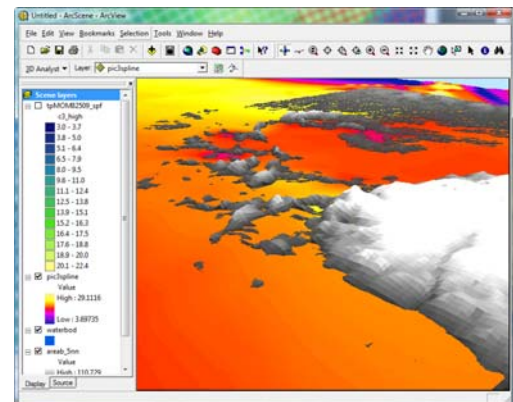 Untitled - ArcScene - ArcView
File Edit View Bookmarks Selection Tools Window Help
3D Analyst Layer: pic3spline
Scene layers
tpMOMB2509_spf
c3_high
3.0 - 3.7
3.8 - 5.0
5.1 - 6.4
6.5 - 7.9
8.0 - 9.5
9.6 - 11.0
11.1 - 12.4
12.5 - 13.8
13.9 - 15.1
15.2 - 16.3
16.4 - 17.5
17.6 - 18.8
18.9 - 20.0
20.1 - 22.4
pic3spline
Value
High : 29.1116
Low : 3.69735
waterbod
areab_5nn
Value
High : 110.729
Display Source